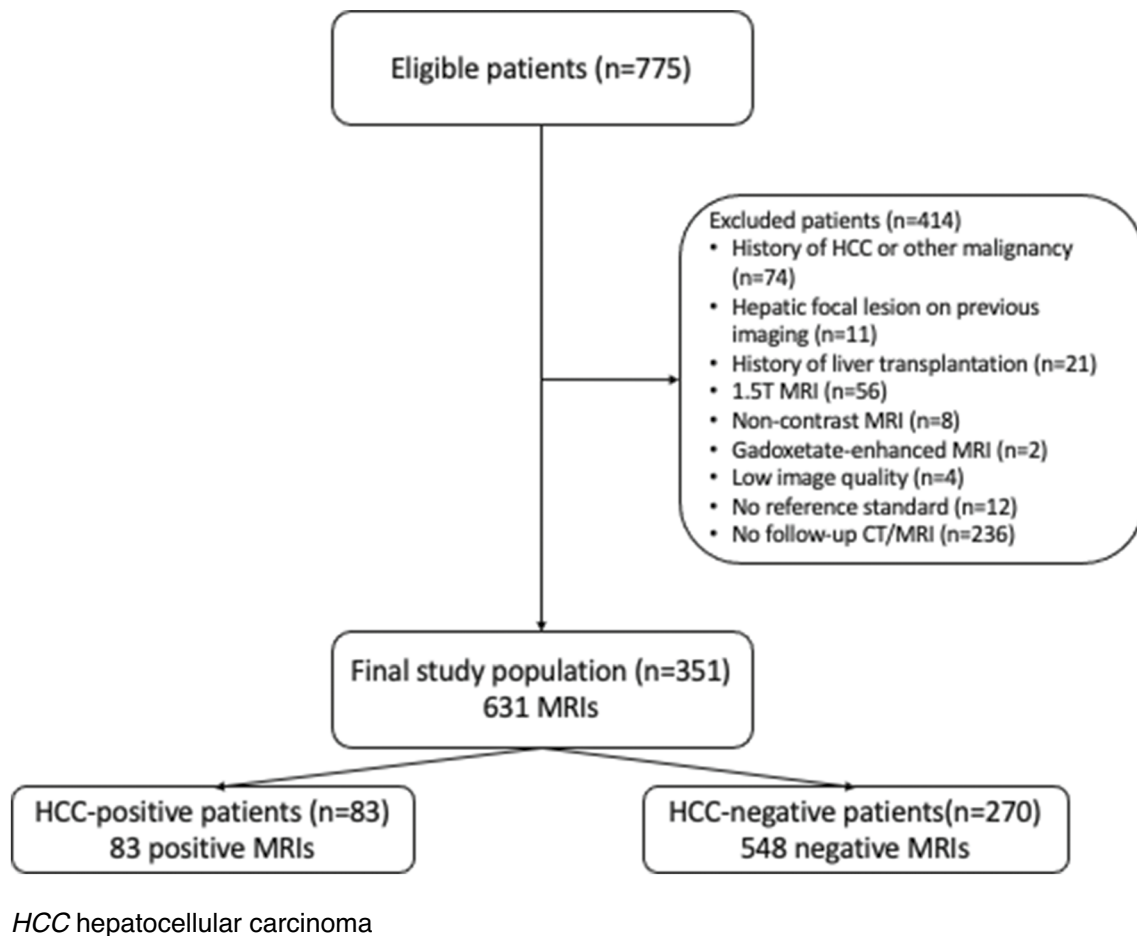 Eligible patients (n=775)
Excluded patients (n=414)
• History of HCC or other malignancy
(n=74)
• Hepatic focal lesion on previous
imaging (n=11)
• History of liver transplantation (n=21)
• 1.5T MRI (n=56)
• Non-contrast MRI (n=8)
• Gadoxetate-enhanced MRI (n=2)
• Low image quality (n=4)
• No reference standard (n=12)
• No follow-up CT/MRI (n=236)
Final study population (n=351)
631 MRIs
HCC-positive patients (n=83)
83 positive MRIs
HCC-negative patients(n=270)
548 negative MRIs
HCC hepatocellular carcinoma